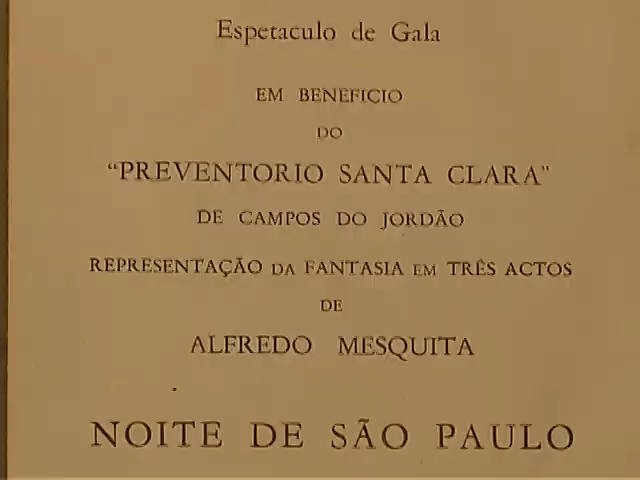 Espetaculo de Gala
EM BENEFICIO
DO
“PREVENTORIO SANTA CLARA”
DE CAMPOS DO JORDÃO
REPRESENTAÇÃO DA FANTASIA EM TRÊS ACTOS
DE
ALFREDO MESQUITA
NOITE DE SÃO PAULO